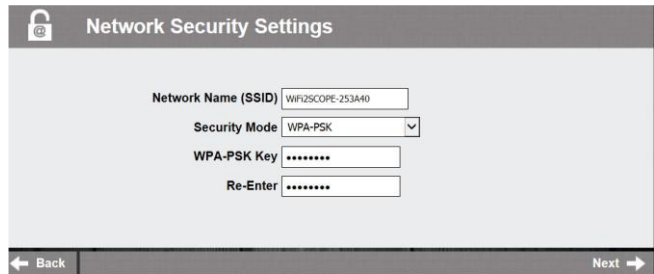 @ Network Security Settings
Network Name (SSID) WiFi2SCOPE-253A40
Security Mode WPA-PSK
WPA-PSK Key ••••••••
Re-Enter ••••••••
Back Next